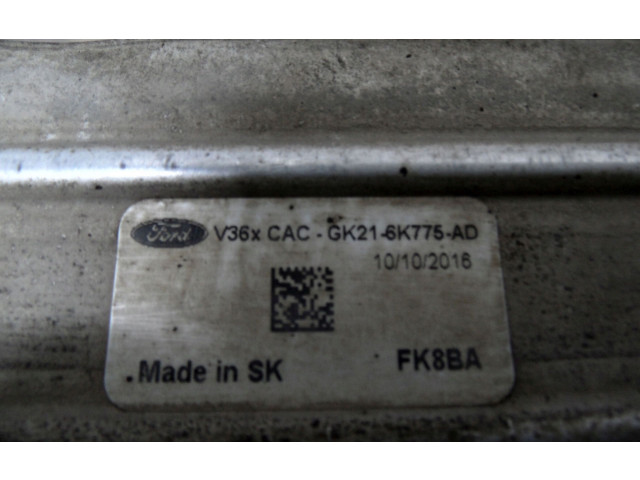 Ford V36x CAC - GK21-6K775-AD
10/10/2016
.Made in SK FK8BA